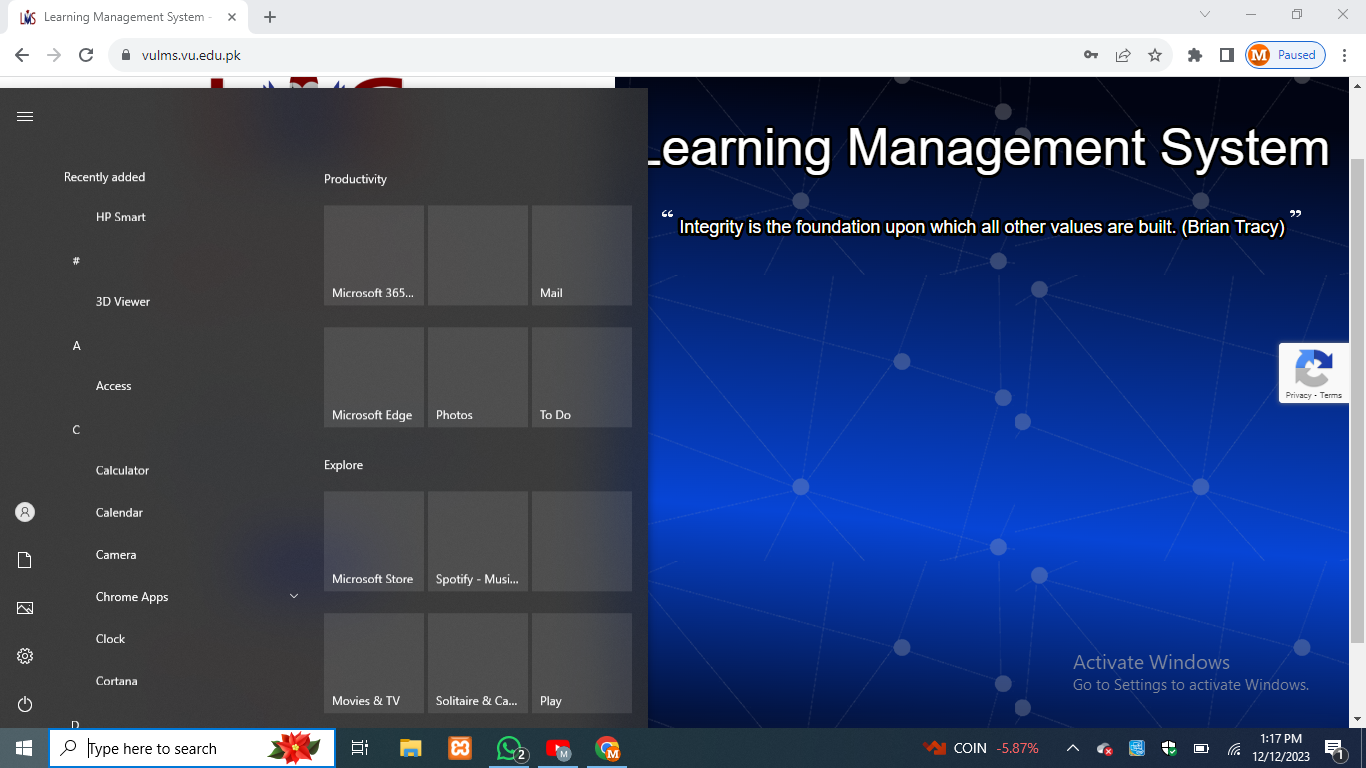 Learning Management System -
vulms.vu.edu.pk
M
Paused
Recently added
HP Smart
#
3D Viewer
A
Access
C
Calculator
Calendar
Camera
Chrome Apps
Clock
Cortana
D
Productivity
Microsoft 365...
Mail
Microsoft Edge
Photos
To Do
Explore
Microsoft Store
Spotify - Musi...
Movies & TV
Solitaire & Ca...
Play
Learning Management System
“ Integrity is the foundation upon which all other values are built. (Brian Tracy) ”
Privacy - Terms
Activate Windows
Go to Settings to activate Windows.
Type here to search
2
M
M
COIN -5.87%
1:17 PM
12/12/2023
1